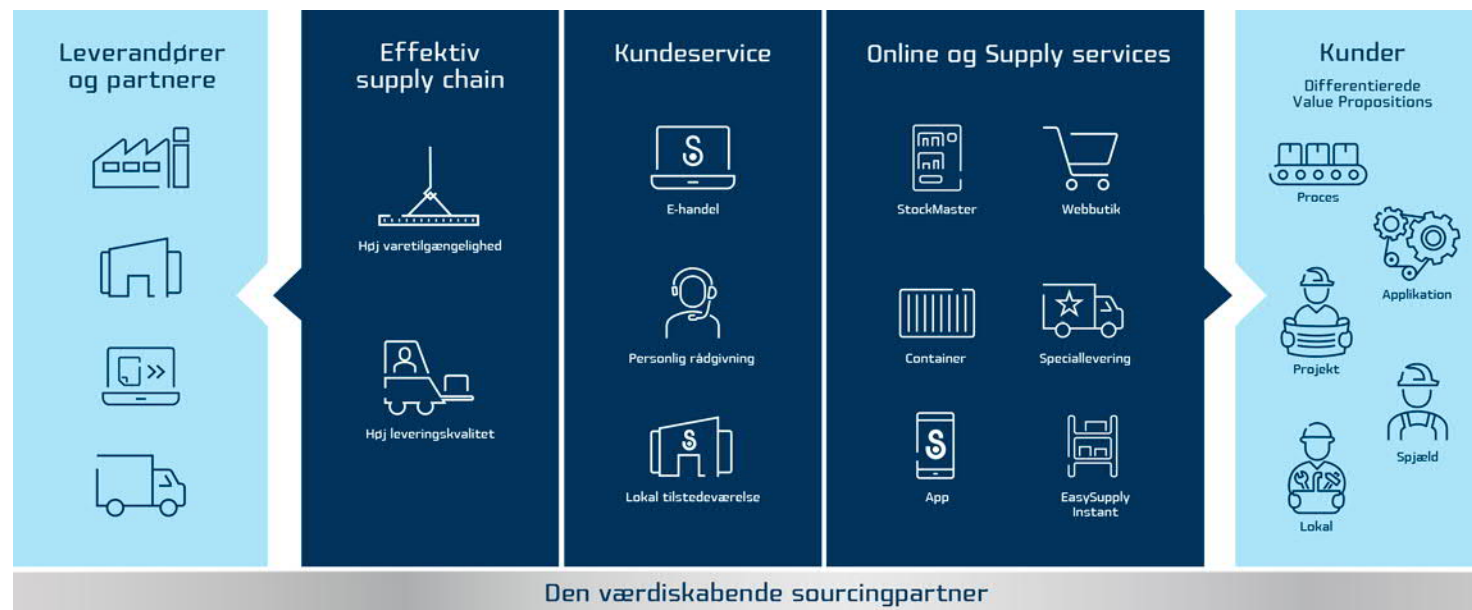 Leverandører
og partnere
Effektiv
supply chain
Høj varetilgængelighed
Høj leveringskvalitet
Kundeservice
E-handel
Personlig rådgivning
Lokal tilstedeværelse
Online og Supply services
StockMaster
Webbutik
Container
Speciallevering
App
EasySupply
Instant
Kunder
Differentierede
Value Propositions
Proces
Applikation
Projekt
Spjæld
Lokal
Den værdiskabende sourcingpartner